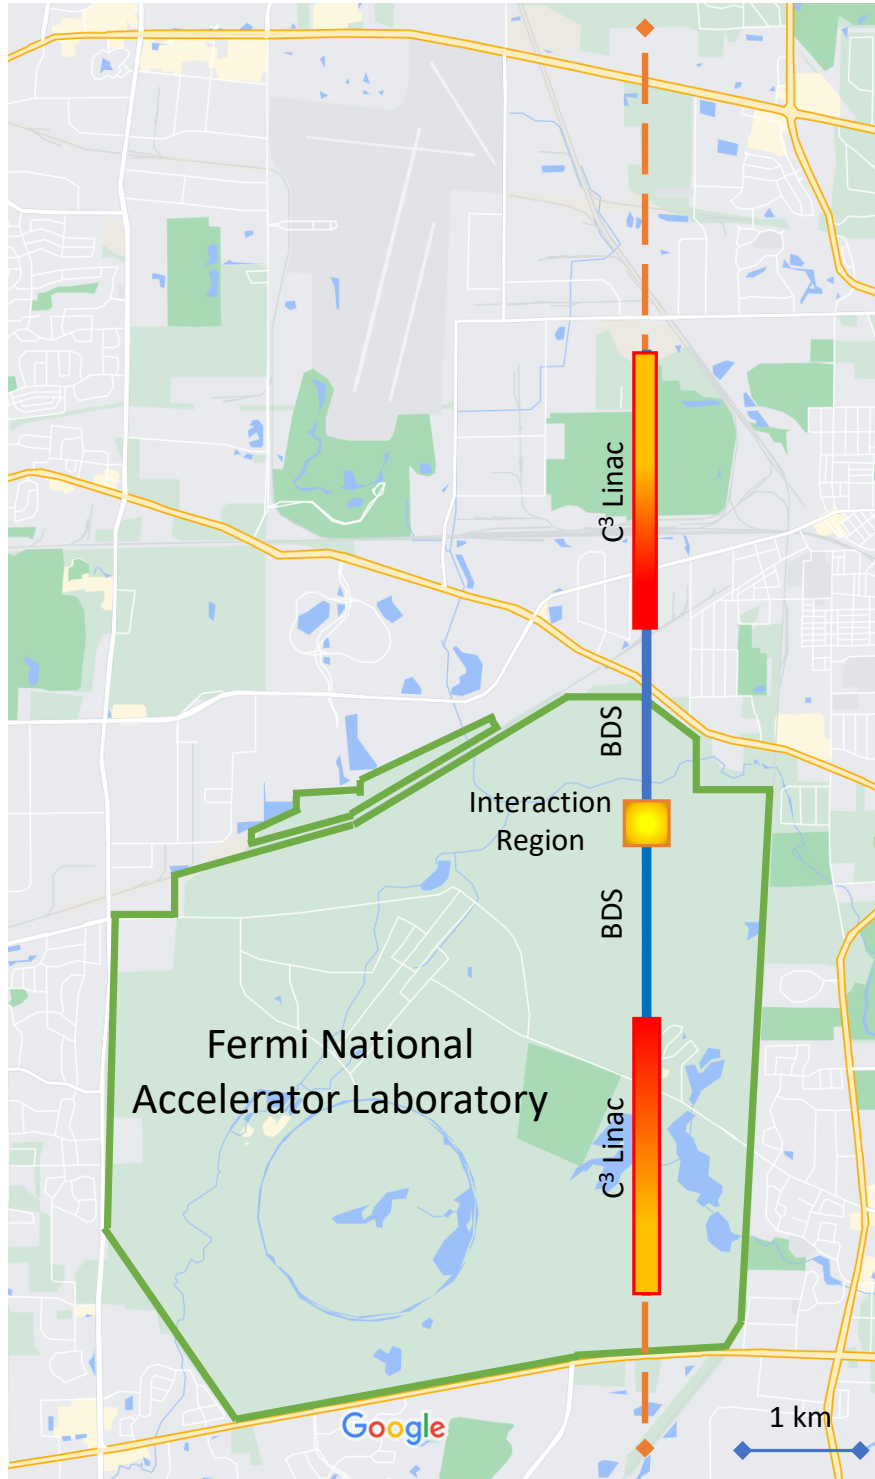 C³ Linac
BDS
Interaction
Region
BDS
Fermi National
Accelerator Laboratory
C³ Linac
Google
1 km